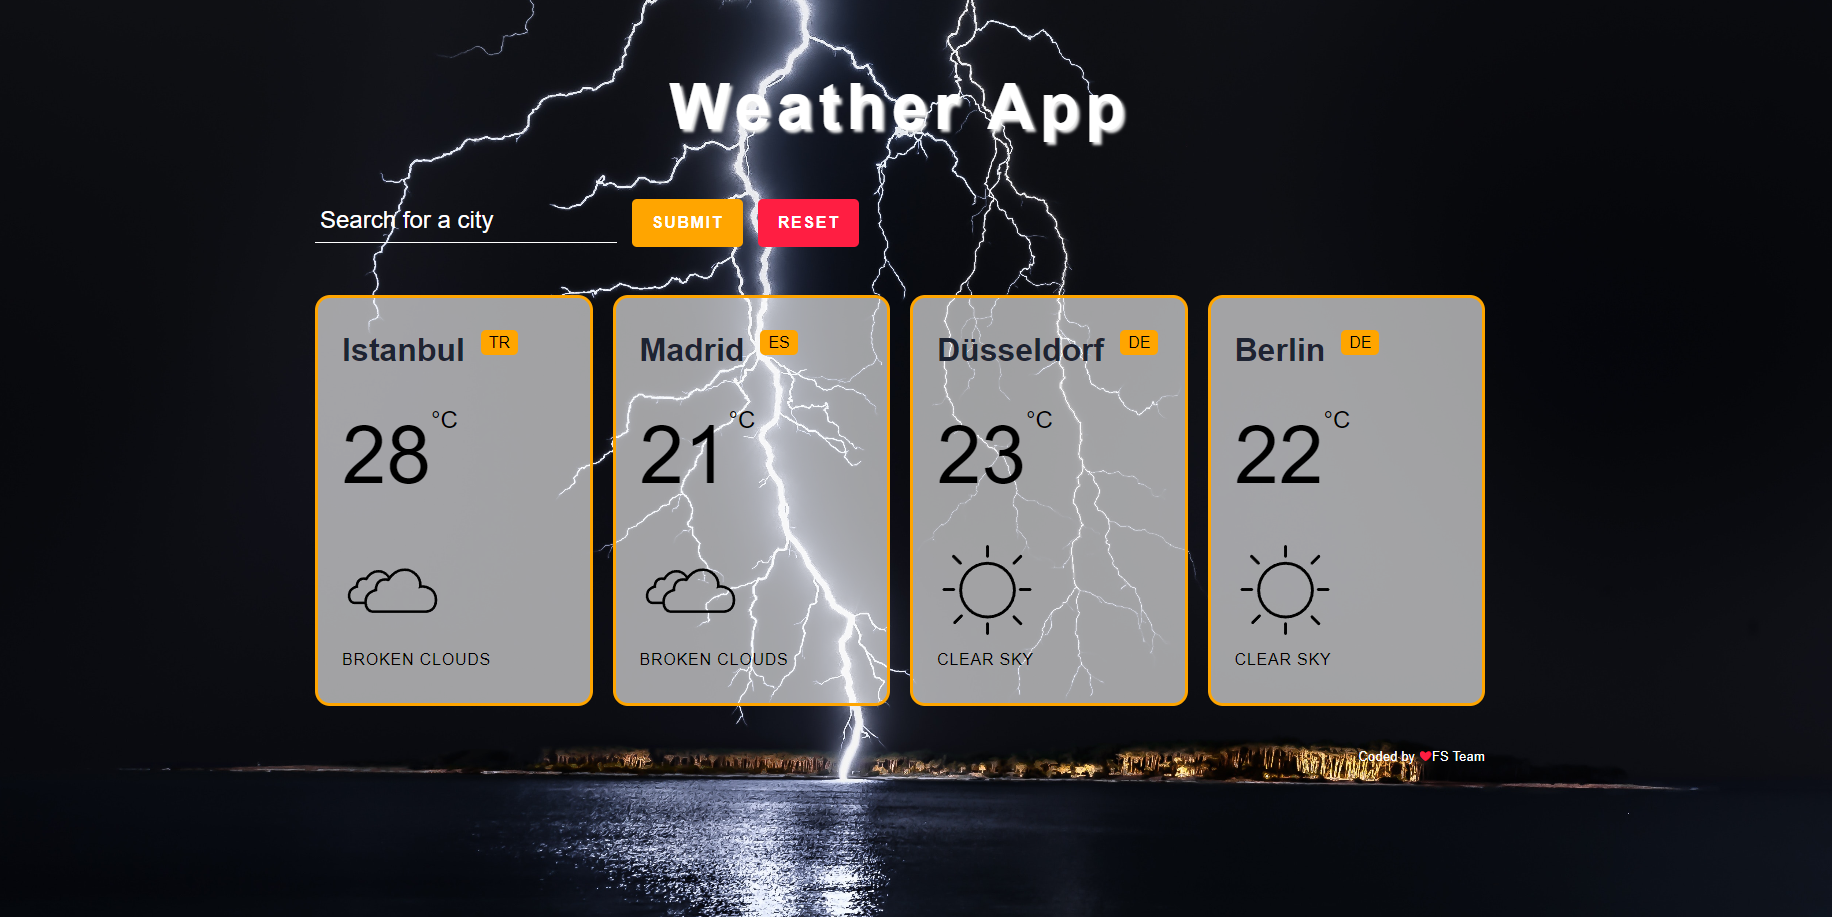 Weather App
Search for a city
SUBMIT
RESET
Istanbul TR
28 °C
BROKEN CLOUDS
Madrid ES
21 °C
BROKEN CLOUDS
Düsseldorf DE
23 °C
CLEAR SKY
Berlin DE
22 °C
CLEAR SKY
Coded by ❤FS Team